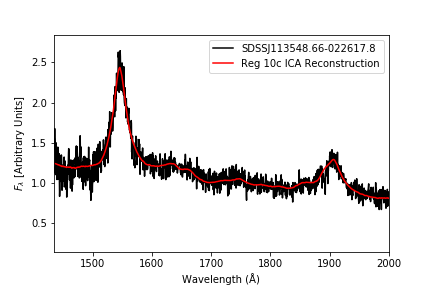 SDSSJ113548.66-022617.8
Reg 10c ICA Reconstruction
2.5
2.0
1.5
1.0
0.5
Fλ [Arbitrary Units]
1500 1600 1700 1800 1900 2000
Wavelength (Å)